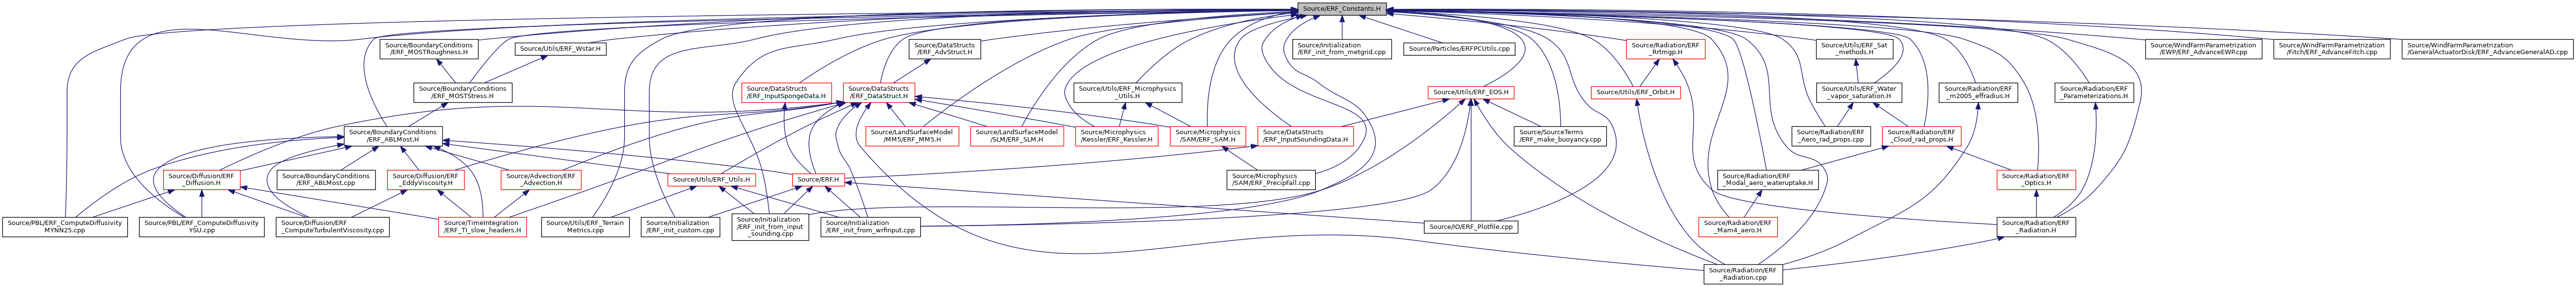 Source/ERF_Constants.H
Source/BoundaryConditions
/ERF_MOSTRoughness.H
Source/Utils/ERF_Wstar.H
Source/DataStructs
/ERF_AdvStruct.H
Source/Initialization
/ERF_init_from_metgrid.cpp
Source/Particles/ERFPCUtils.cpp
Source/Radiation/ERF
_Rrtmgp.H
Source/Utils/ERF_Sat
_methods.H
Source/WindFarmParametrization
/EWP/ERF_AdvanceEWP.cpp
Source/WindFarmParametrization
/Fitch/ERF_AdvanceFitch.cpp
Source/WindFarmParametrization
/GeneralActuatorDisk/ERF_AdvanceGeneralAD.cpp
Source/BoundaryConditions
/ERF_MOSTStress.H
Source/DataStructs
/ERF_InputSpongeData.H
Source/DataStructs
/ERF_DataStruct.H
Source/Utils/ERF_Microphysics
_Utils.H
Source/Utils/ERF_EOS.H
Source/Utils/ERF_Orbit.H
Source/Utils/ERF_Water
_vapor_saturation.H
Source/Radiation/ERF
_m2005_effradius.H
Source/Radiation/ERF
_Parameterizations.H
Source/BoundaryConditions
/ERF_ABLMost.H
Source/LandSurfaceModel
/MM5/ERF_MM5.H
Source/LandSurfaceModel
/SLM/ERF_SLM.H
Source/Microphysics
/Kessler/ERF_Kessler.H
Source/Microphysics
/SAM/ERF_SAM.H
Source/DataStructs
/ERF_InputSoundingData.H
Source/SourceTerms
/ERF_make_buoyancy.cpp
Source/Radiation/ERF
_Aero_rad_props.cpp
Source/Radiation/ERF
_Cloud_rad_props.H
Source/Diffusion/ERF
_Diffusion.H
Source/BoundaryConditions
/ERF_ABLMost.cpp
Source/Diffusion/ERF
_EddyViscosity.H
Source/Advection/ERF
_Advection.H
Source/Utils/ERF_Utils.H
Source/ERF.H
Source/Microphysics
/SAM/ERF_PrecipFall.cpp
Source/Radiation/ERF
_Modal_aero_wateruptake.H
Source/Radiation/ERF
_Optics.H
Source/PBL/ERF_ComputeDiffusivity
MYNN25.cpp
Source/PBL/ERF_ComputeDiffusivity
YSU.cpp
Source/Diffusion/ERF
_ComputeTurbulentViscosity.cpp
Source/TimeIntegration
/ERF_TI_slow_headers.H
Source/Utils/ERF_Terrain
Metrics.cpp
Source/Initialization
/ERF_init_custom.cpp
Source/Initialization
/ERF_init_from_input
_sounding.cpp
Source/Initialization
/ERF_init_from_wrfinput.cpp
Source/IO/ERF_Plotfile.cpp
Source/Radiation/ERF
_Mam4_aero.H
Source/Radiation/ERF
_Radiation.H
Source/Radiation/ERF
_Radiation.cpp